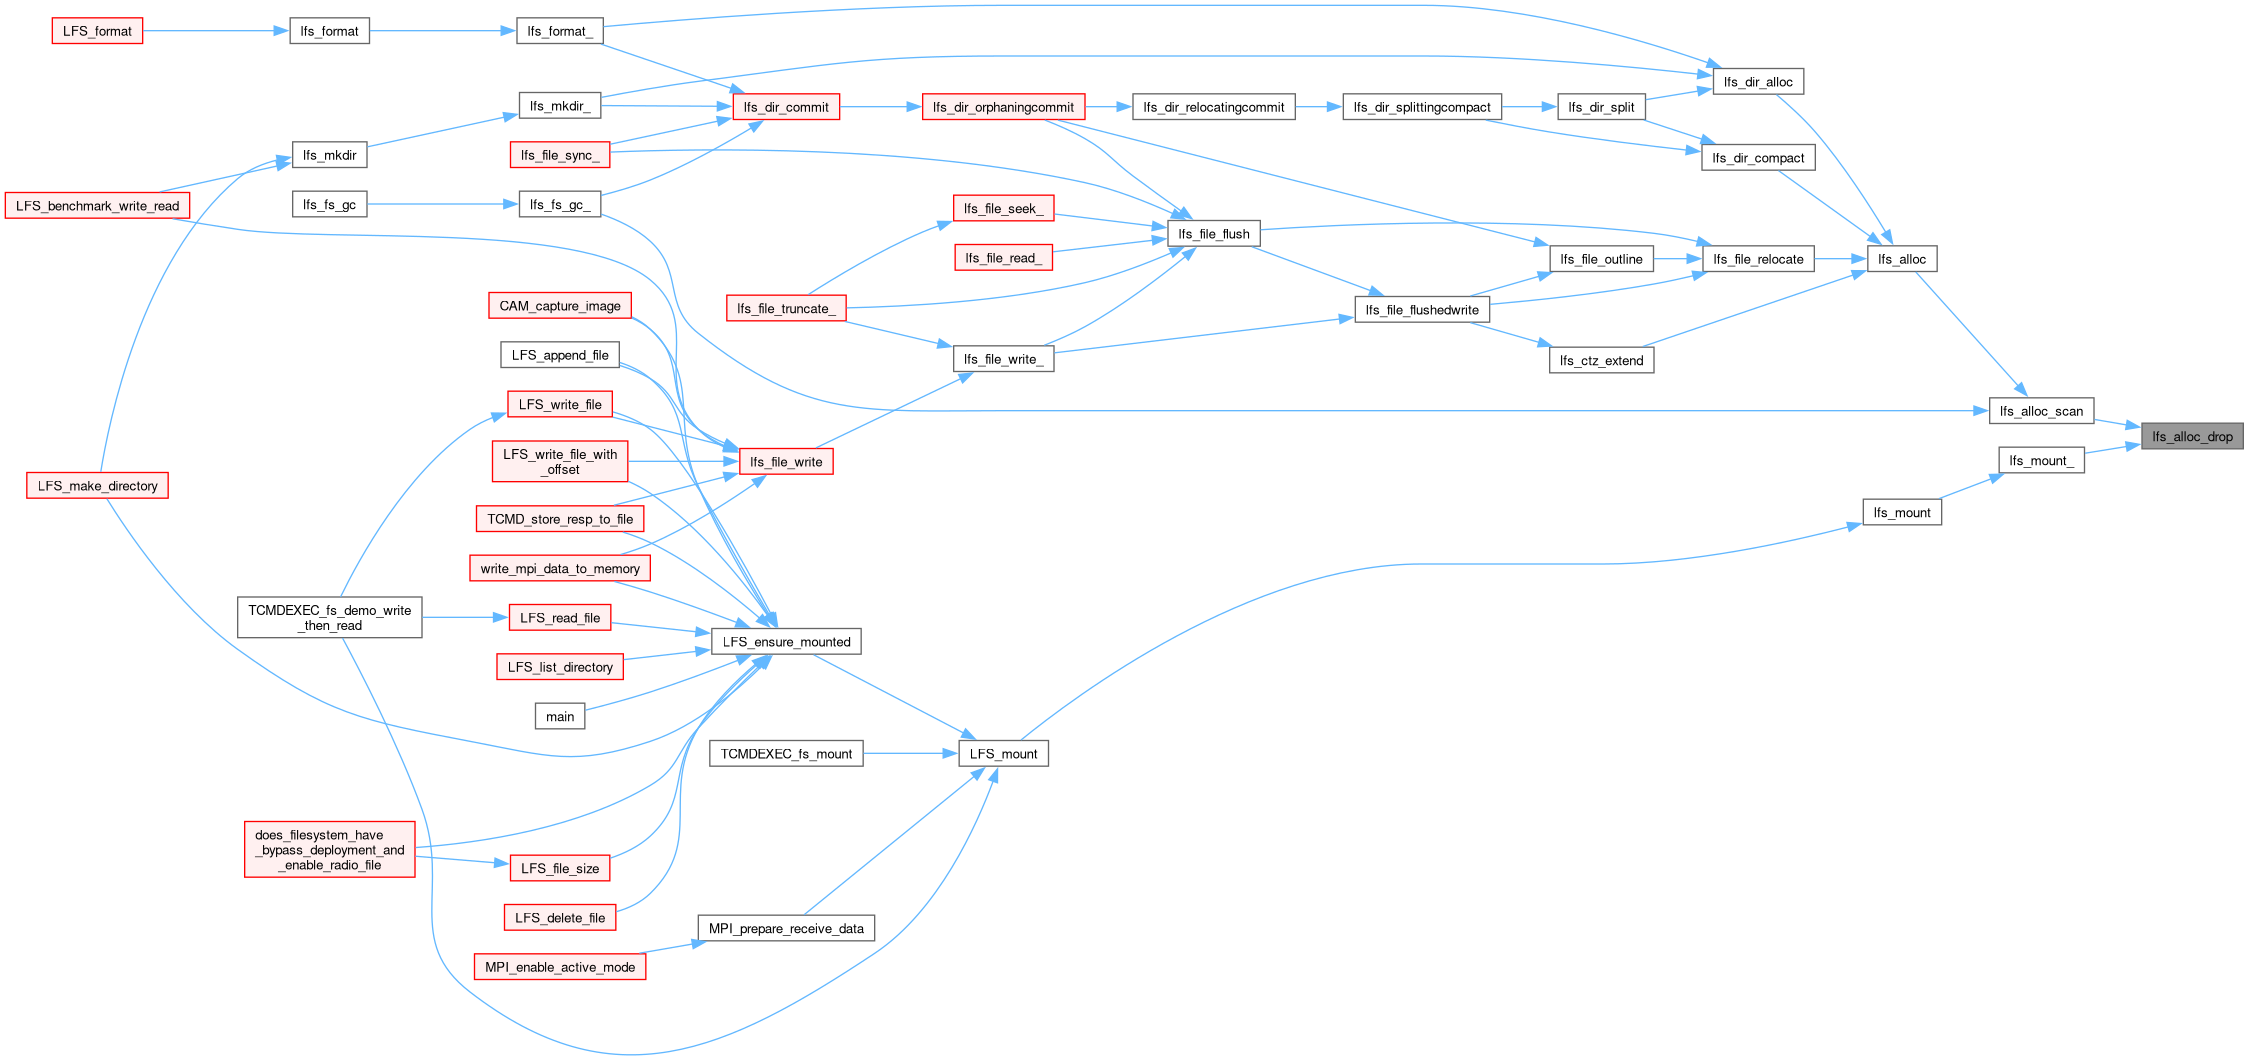 LFS_format
lfs_format
lfs_format_
lfs_dir_alloc
lfs_mkdir_
lfs_dir_commit
lfs_dir_orphaningcommit
lfs_dir_relocatingcommit
lfs_dir_splittingcompact
lfs_dir_split
lfs_mkdir
lfs_file_sync_
lfs_dir_compact
LFS_benchmark_write_read
lfs_fs_gc
lfs_fs_gc_
lfs_file_seek_
lfs_file_flush
lfs_file_read_
lfs_file_outline
lfs_file_relocate
lfs_alloc
CAM_capture_image
lfs_file_truncate_
lfs_file_flushedwrite
LFS_append_file
lfs_file_write_
lfs_ctz_extend
LFS_write_file
lfs_alloc_scan
lfs_alloc_drop
LFS_write_file_with
_offset
lfs_file_write
lfs_mount_
LFS_make_directory
TCMD_store_resp_to_file
lfs_mount
write_mpi_data_to_memory
TCMDEXEC_fs_demo_write
_then_read
LFS_read_file
LFS_ensure_mounted
LFS_list_directory
main
TCMDEXEC_fs_mount
LFS_mount
does_filesystem_have
_bypass_deployment_and
_enable_radio_file
LFS_file_size
LFS_delete_file
MPI_prepare_receive_data
MPI_enable_active_mode